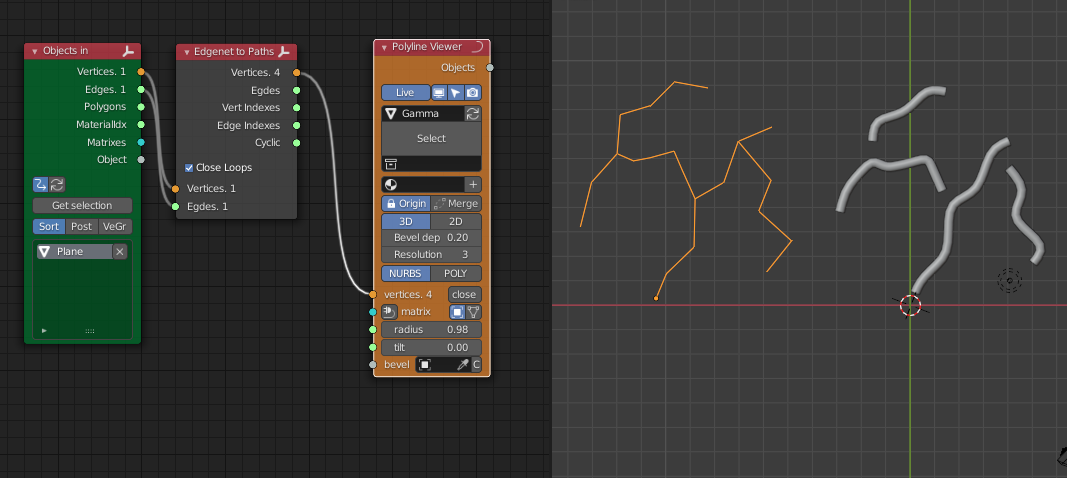 Objects in
Vertices. 1
Edges. 1
Polygons
MaterialIdx
Matrixes
Object
Get selection
Sort Post VeGr
Plane
Edgenet to Paths
Vertices. 4
Egdes
Vert Indexes
Edge Indexes
Cyclic
Close Loops
Vertices. 1
Egdes. 1
Polyline Viewer
Objects
Live
Gamma
Select
Origin Merge
3D 2D
Bevel dep 0.20
Resolution 3
NURBS POLY
vertices. 4 close
matrix
radius 0.98
tilt 0.00
bevel C